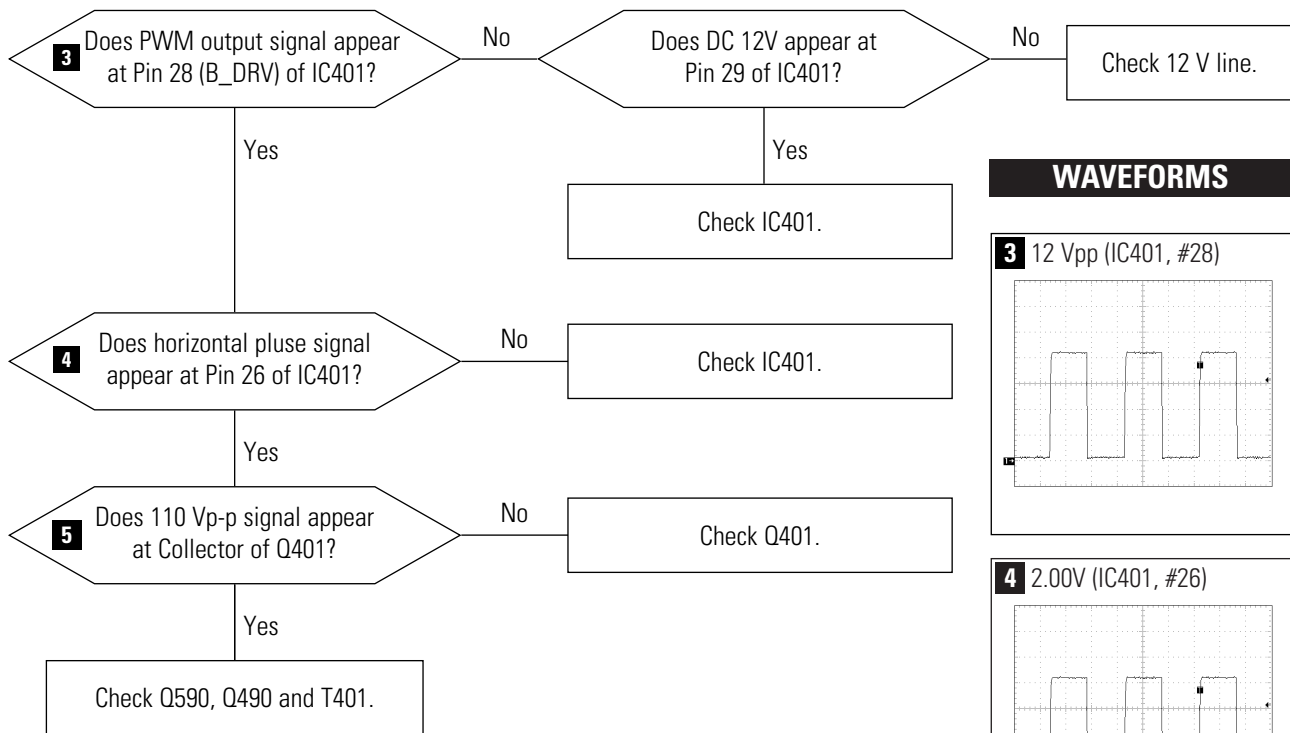 3 Does PWM output signal appear
at Pin 28 (B_DRV) of IC401?
No
Does DC 12V appear at
Pin 29 of IC401?
No
Check 12 V line.
Yes
Yes
Check IC401.
4 Does horizontal pluse signal
appear at Pin 26 of IC401?
No
Check IC401.
Yes
5 Does 110 Vp-p signal appear
at Collector of Q401?
No
Check Q401.
Yes
Check Q590, Q490 and T401.
WAVEFORMS
3 12 Vpp (IC401, #28)
4 2.00V (IC401, #26)